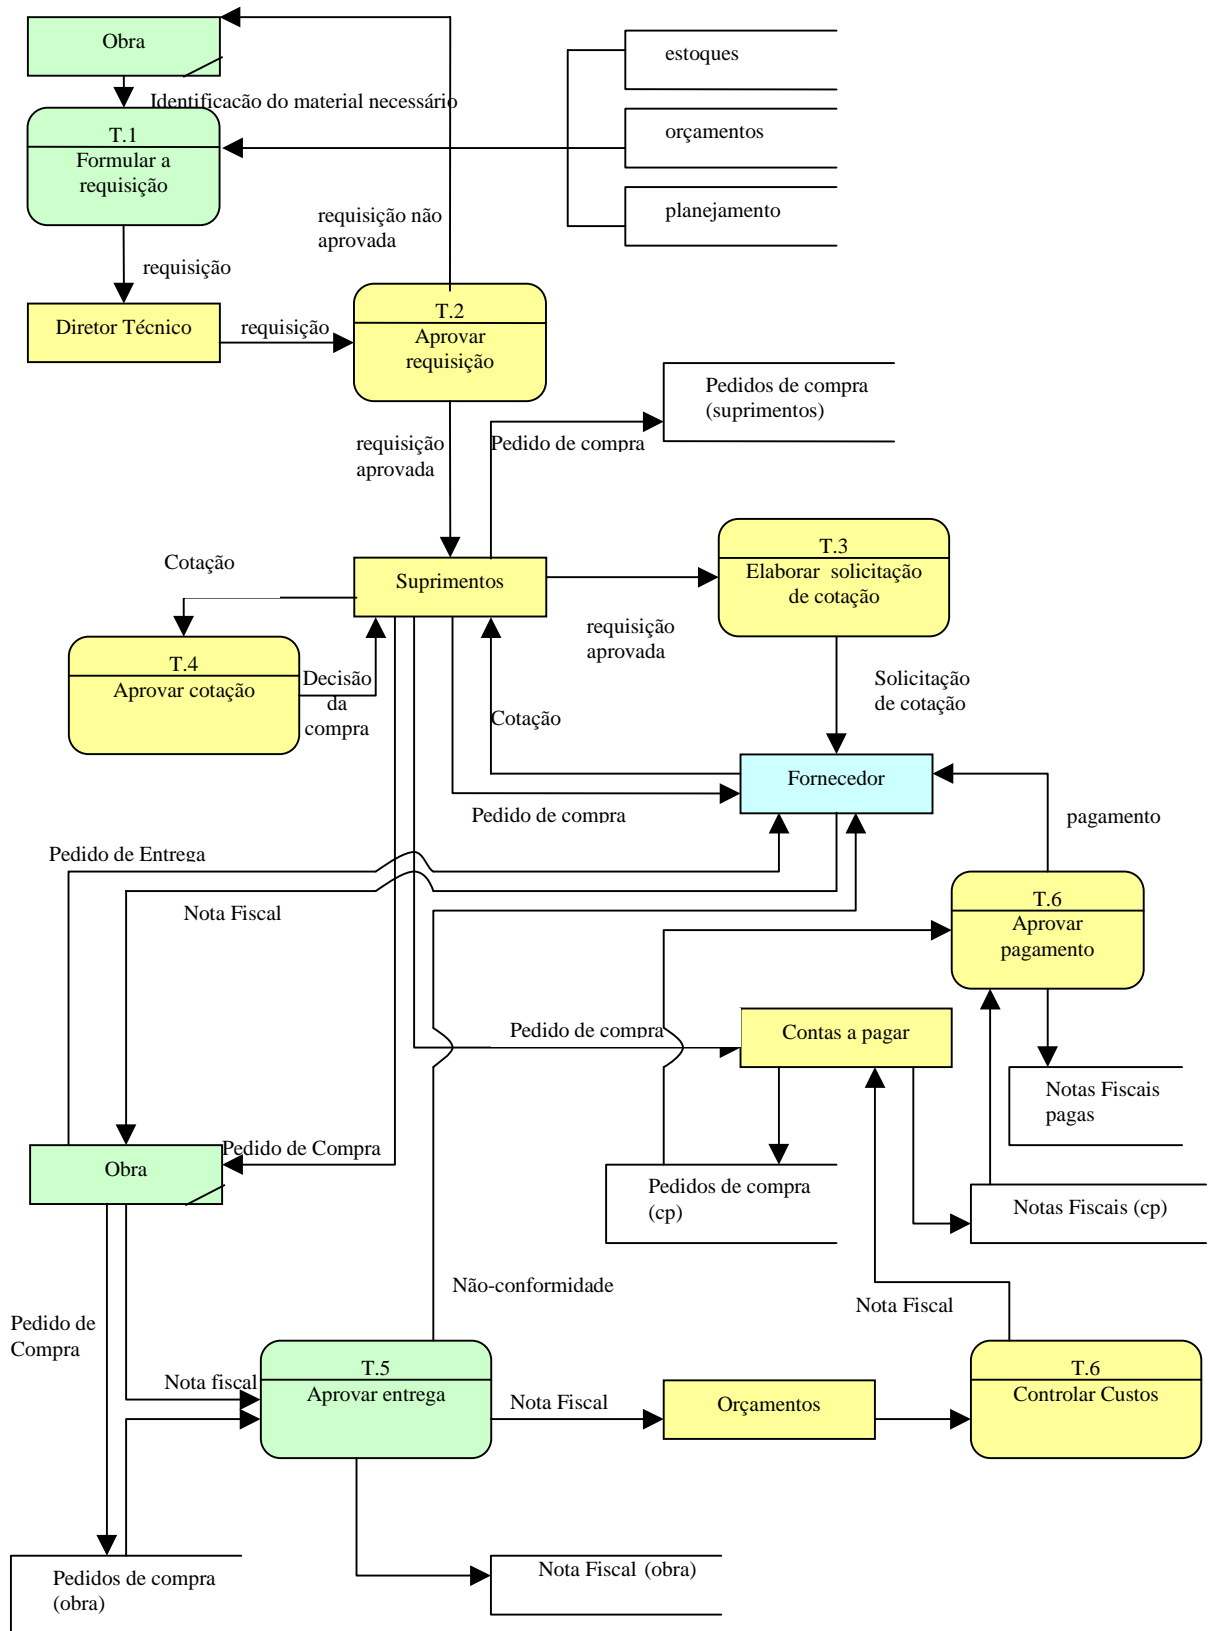 Obra
estoques
Identificacão do material necessário
T.1
Formular a
requisição
orçamentos
planejamento
requisição não
aprovada
requisição
Diretor Técnico
requisição
T.2
Aprovar
requisição
Pedidos de compra
(suprimentos)
requisição
aprovada
Pedido de compra
Cotação
Suprimentos
T.3
Elaborar solicitação
de cotação
requisição
aprovada
T.4
Aprovar cotação
Decisão
da
compra
Cotação
Solicitação
de cotação
Fornecedor
Pedido de compra
pagamento
Pedido de Entrega
Nota Fiscal
T.6
Aprovar
pagamento
Pedido de compra
Contas a pagar
Notas Fiscais
pagas
Pedido de Compra
Obra
Pedidos de compra
(cp)
Notas Fiscais (cp)
Não-conformidade
Nota Fiscal
Pedido de
Compra
Nota fiscal
T.5
Aprovar entrega
Nota Fiscal
Orçamentos
T.6
Controlar Custos
Pedidos de compra
(obra)
Nota Fiscal (obra)